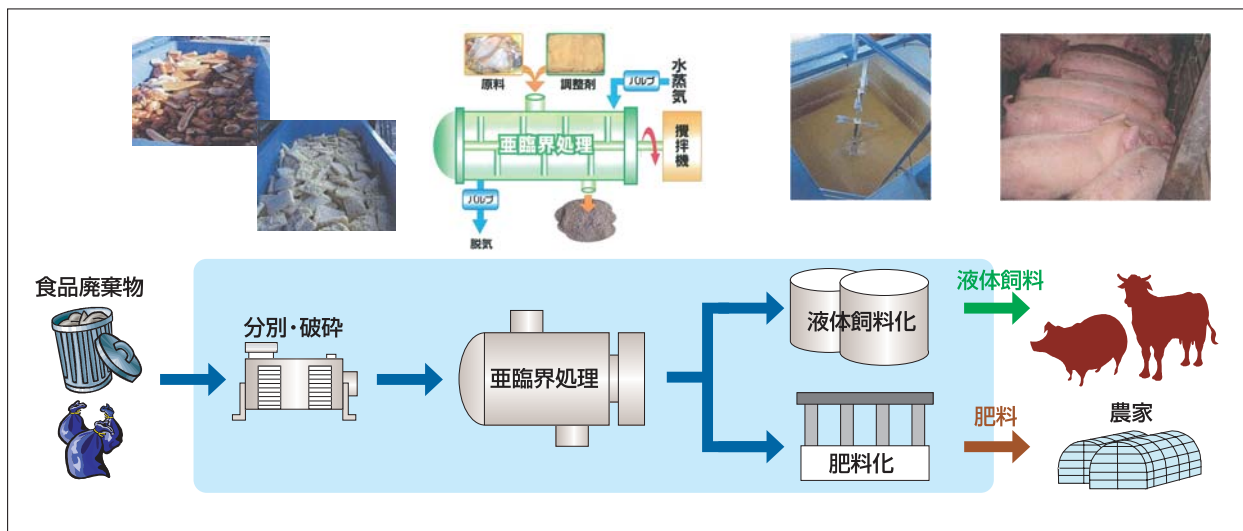 原料
調整剤
バルブ
水蒸気
亜臨界処理
攪拌機
バルブ
脱気
食品廃棄物
分別・破砕
亜臨界処理
液体飼料化
液体飼料
肥料化
肥料
農家